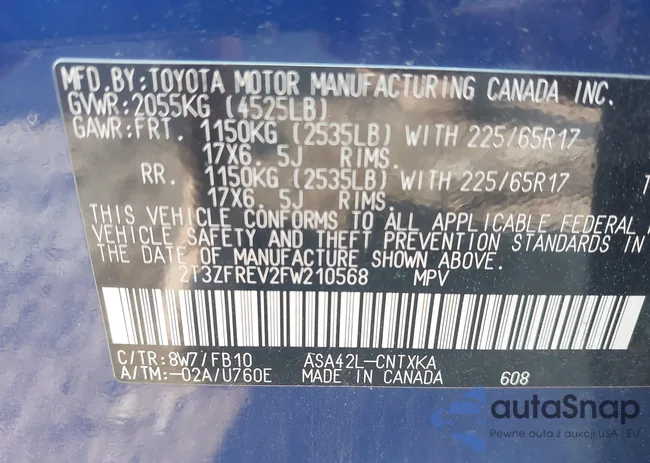 MFD. BY: TOYOTA MOTOR MANUFACTURING CANADA INC.
GVWR: 2055KG (4525LB)
GAWR: FRT. 1150KG (2535LB) WITH 225/65R17
17X6. 5J RIMS.
RR. 1150KG (2535LB) WITH 225/65R17 T
17X6. 5J RIMS.
THIS VEHICLE CONFORMS TO ALL APPLICABLE FEDERAL
VEHICLE SAFETY AND THEFT PREVENTION STANDARDS IN
THE DATE OF MANUFACTURE SHOWN ABOVE.
2T3ZFREV2FW210568 MPV
C/TR: 8W7/FB10 ASA42L-CNTXKA
A/TM: -02A/U760E MADE IN CANADA 608
autaSnap
Pewne auta z aukcji USA i EU